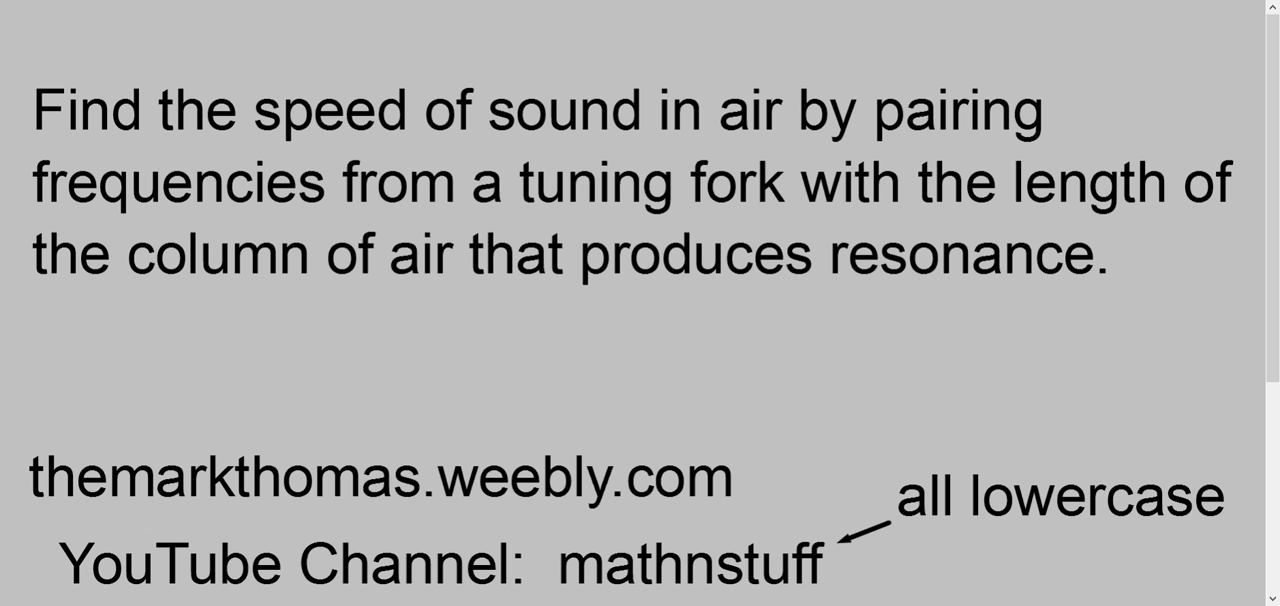 Find the speed of sound in air by pairing
frequencies from a tuning fork with the length of
the column of air that produces resonance.
themarkthomas.weebly.com
all lowercase
YouTube Channel: mathnstuff